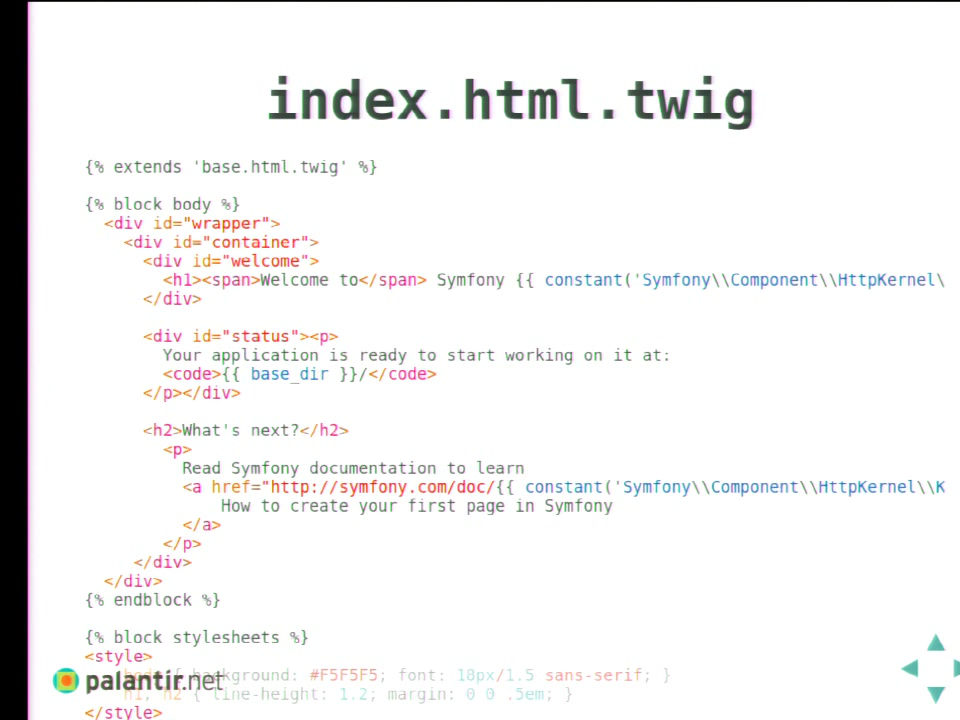 index.html.twig
{% extends 'base.html.twig' %}
{% block body %}
<div id="wrapper">
<div id="container">
<div id="welcome">
<h1><span>Welcome to</span> Symfony {{ constant('Symfony\\Component\\HttpKernel\
</div>
<div id="status"><p>
Your application is ready to start working on it at:
<code>{{ base_dir }}/</code>
</p></div>
<h2>What's next?</h2>
<p>
Read Symfony documentation to learn
<a href="http://symfony.com/doc/{{ constant('Symfony\\Component\\HttpKernel\\K
How to create your first page in Symfony
</a>
</p>
</div>
</div>
{% endblock %}
{% block stylesheets %}
<style>
body { background: #F5F5F5; font: 18px/1.5 sans-serif; }
palantir.net
h1, h2 { line-height: 1.2; margin: 0 0 .5em; }
</style>